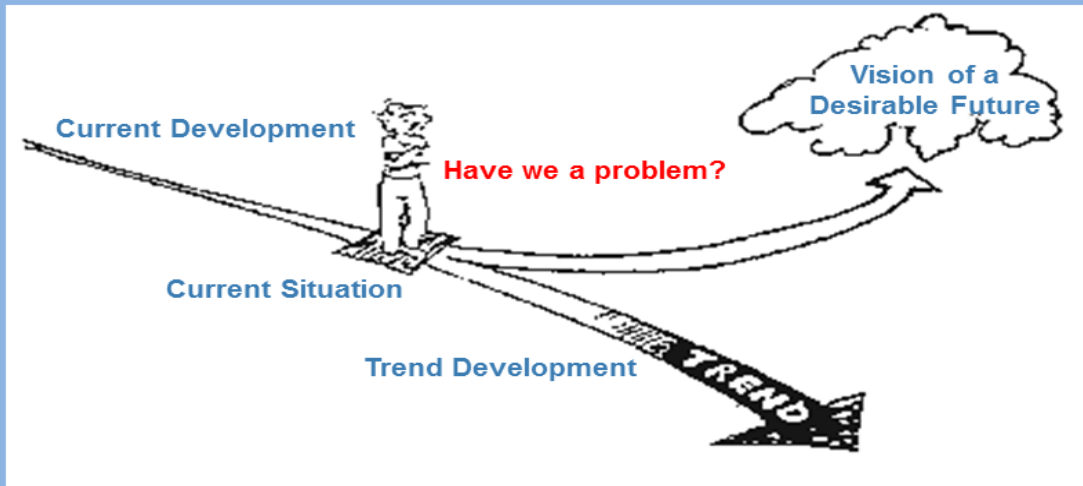 Vision of a
Desirable Future
Current Development
Have we a problem?
Current Situation
Trend Development
TREND